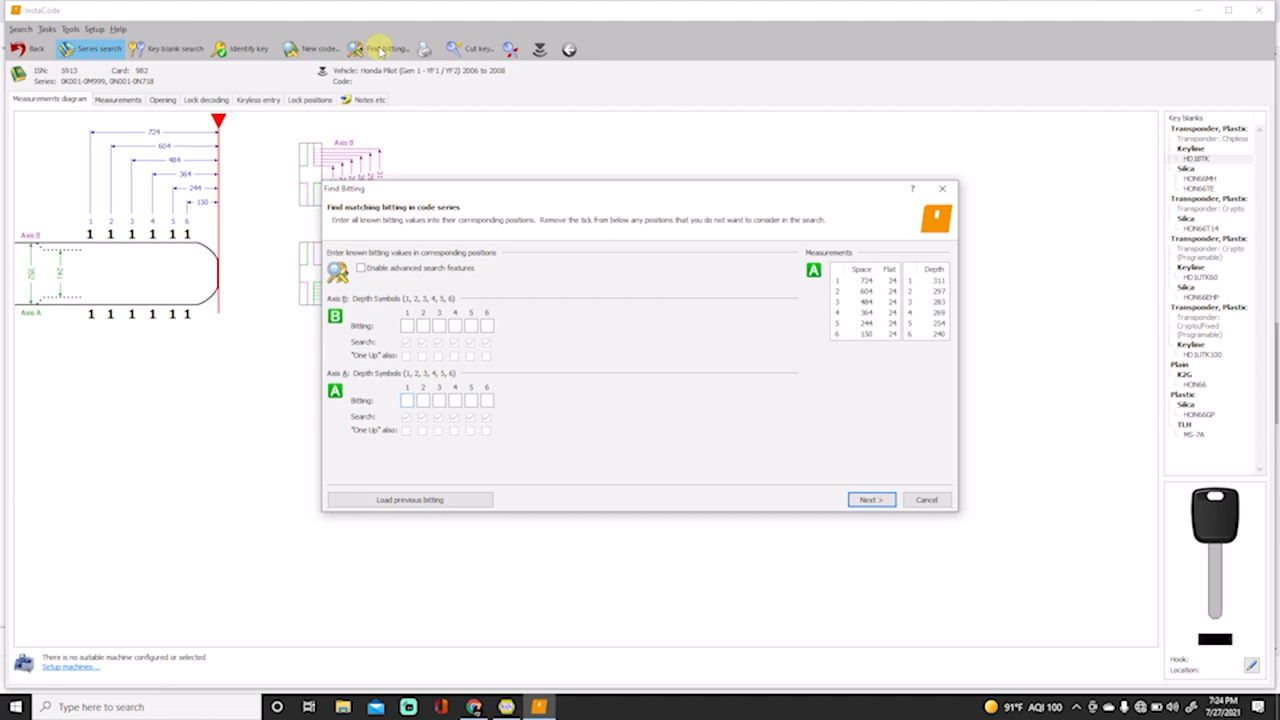 InstaCode
Search Tasks Tools Setup Help
Back Series search Key blank search Identify key New code... Find bitting... Cut key...
ISN: 5913 Card: 982
Series: 0K001-0M999, 0N001-0N718
Vehicle: Honda Pilot (Gen 1 - YF1 / YF2) 2006 to 2008
Code:
Measurements diagram Measurements Opening Lock decoding Keyless entry Lock positions Notes etc
724
604
484
364
244
150
1 2 3 4 5 6
1 1 1 1 1 1
Axis B
352
241
Axis A
1 1 1 1 1 1
Axis B
Find Bitting
?
Find matching bitting in code series
Enter all known bitting values into their corresponding positions. Remove the tick from below any positions that you do not want to consider in the search.
Enter known bitting values in corresponding positions
Enable advanced search features
Axis B: Depth Symbols (1, 2, 3, 4, 5, 6)
B
1 2 3 4 5 6
Bitting:
Search:
"One Up" also:
Axis A: Depth Symbols (1, 2, 3, 4, 5, 6)
A
1 2 3 4 5 6
Bitting:
Search:
"One Up" also:
Measurements
A
Space Flat Depth
1 724 24 1 311
2 604 24 2 297
3 484 24 3 283
4 364 24 4 269
5 244 24 5 254
6 150 24 6 240
Load previous bitting
Next >
Cancel
Key blanks
Transponder, Plastic
Transponder: Chipless
Keyline
HD18TK
Silca
HON66MH
HON66TE
Transponder, Plastic
Transponder: Crypto
Silca
HON66T14
Transponder, Plastic
Transponder: Crypto
(Programable)
Keyline
HD1UTK60
Silca
HON66EHP
Transponder, Plastic
Transponder:
Crypto/Fixed
(Programable)
Keyline
HD1UTK100
Plain
K2G
HON66
Plastic
Silca
HON66GP
TLH
MS-7A
Hook:
Location:
There is no suitable machine configured or selected
Setup machines...
Type here to search
91°F AQI 100
7:24 PM
7/27/2021